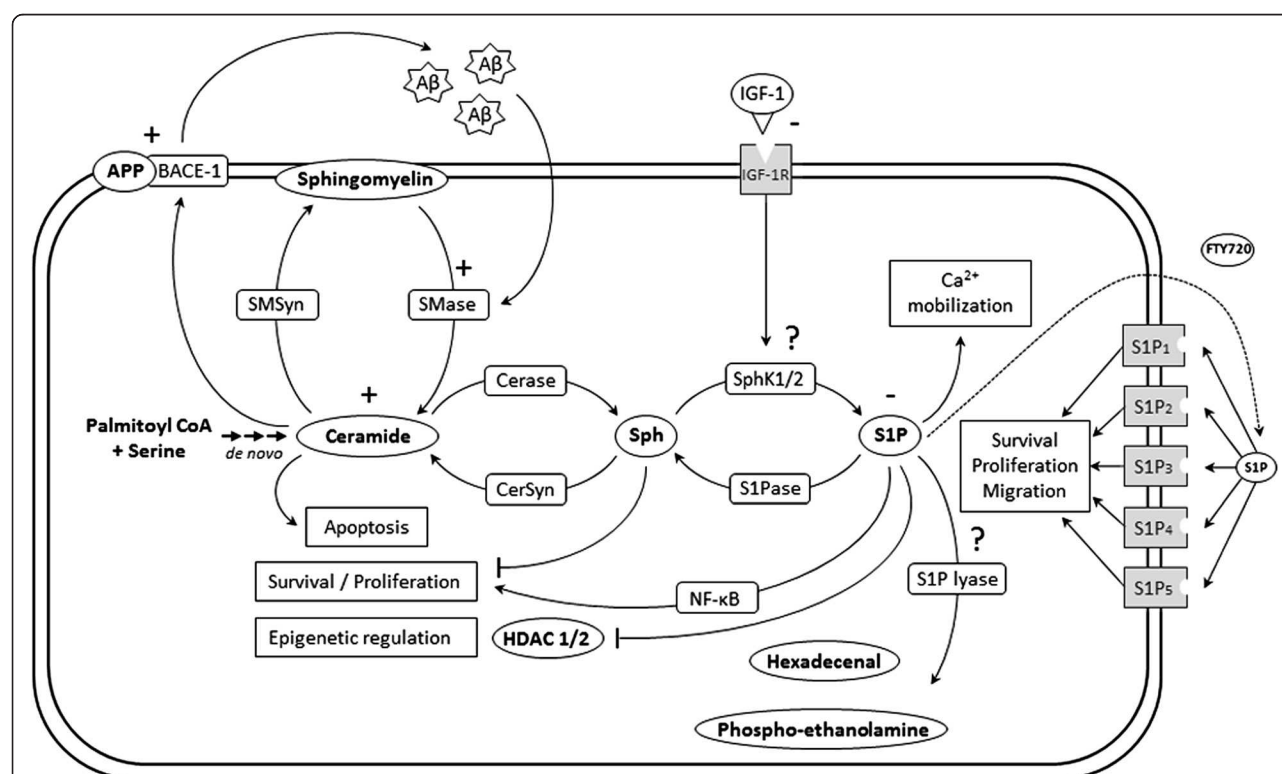 Aβ
Aβ
Aβ
IGF-1
-
+
APP
BACE-1
Sphingomyelin
IGF-1R
FTY720
+
SMSyn
SMase
Ca²⁺
mobilization
?
S1P₁
Cerase
SphK1/2
+
-
S1P₂
Palmitoyl CoA
+ Serine
de novo
Ceramide
Sph
S1P
Survival
Proliferation
Migration
S1P₃
S1P
CerSyn
S1Pase
S1P₄
Apoptosis
?
Survival / Proliferation
S1P lyase
S1P₅
NF-κB
Epigenetic regulation
HDAC 1/2
Hexadecenal
Phospho-ethanolamine